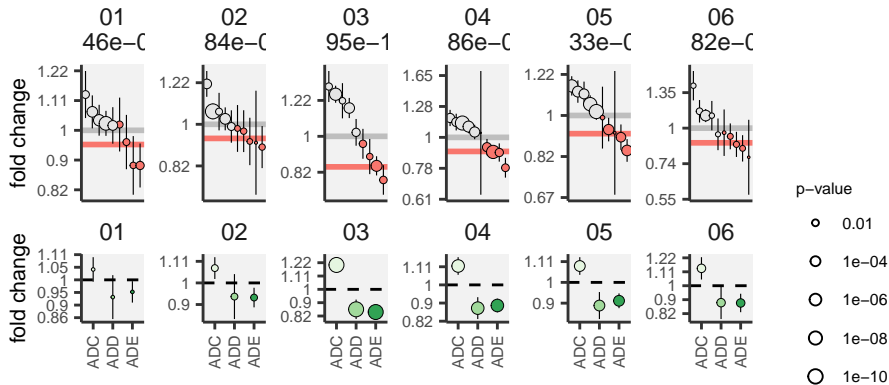 01 02 03 04 05 06
46e−0 84e−0 95e−1 86e−0 33e−0 82e−0
fold change
1.22 1.11 1 0.9 0.82
1.22 1 0.82
1.22 1 0.82
1.65 1.28 1 0.78 0.61
1.22 1 0.82 0.67
1.35 1 0.74 0.55
01 02 03 04 05 06
fold change
1.11 1.05 1 0.95 0.9 0.86
1.11 1 0.9
1.22 1.11 1 0.9 0.82
1.11 1 0.9 0.82
1.11 1 0.9
1.22 1.11 1 0.9 0.82
ADC ADD ADE
ADC ADD ADE
ADC ADD ADE
ADC ADD ADE
ADC ADD ADE
ADC ADD ADE
p−value
0.01
1e−04
1e−06
1e−08
1e−10